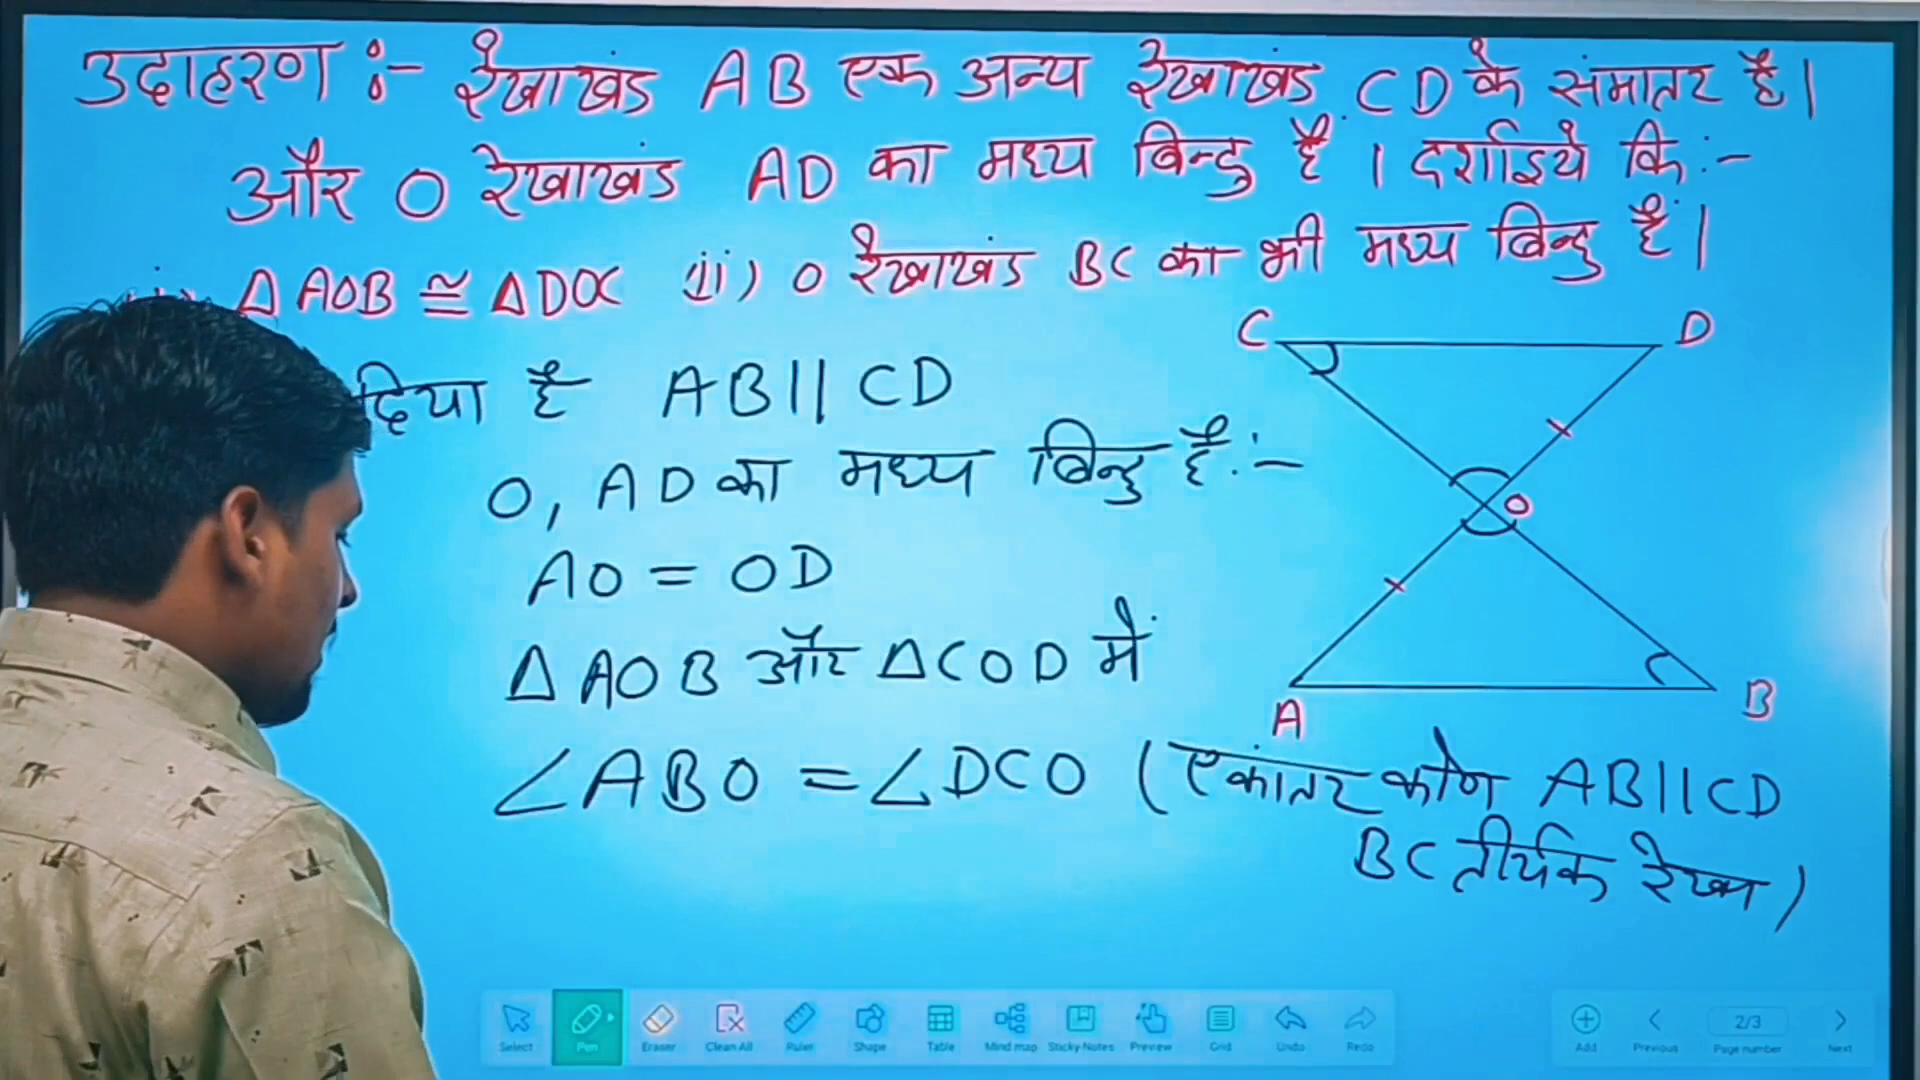 उदाहरण :- रेखाखंड AB एक अन्य रेखाखंड CD के संमातर है।
और O रेखाखंड AD का मध्य बिन्दु है । दर्शाइये कि :-
Δ AOB ≅ Δ DOC (ii) O रेखाखंड BC का भी मध्य बिन्दु है।
दिया है AB || CD
O, AD का मध्य बिन्दु है :-
AO = OD
Δ AOB और Δ COD में
∠ABO = ∠DCO ( एकांतर कोण AB || CD
BC तीर्यक रेखा )
C
D
O
A
B
Select
Pen
Eraser
Clean All
Ruler
Shape
Table
Mind map
Sticky-Notes
Preview
Grid
Undo
Redo
Add
Previous
2/3
Page number
Next